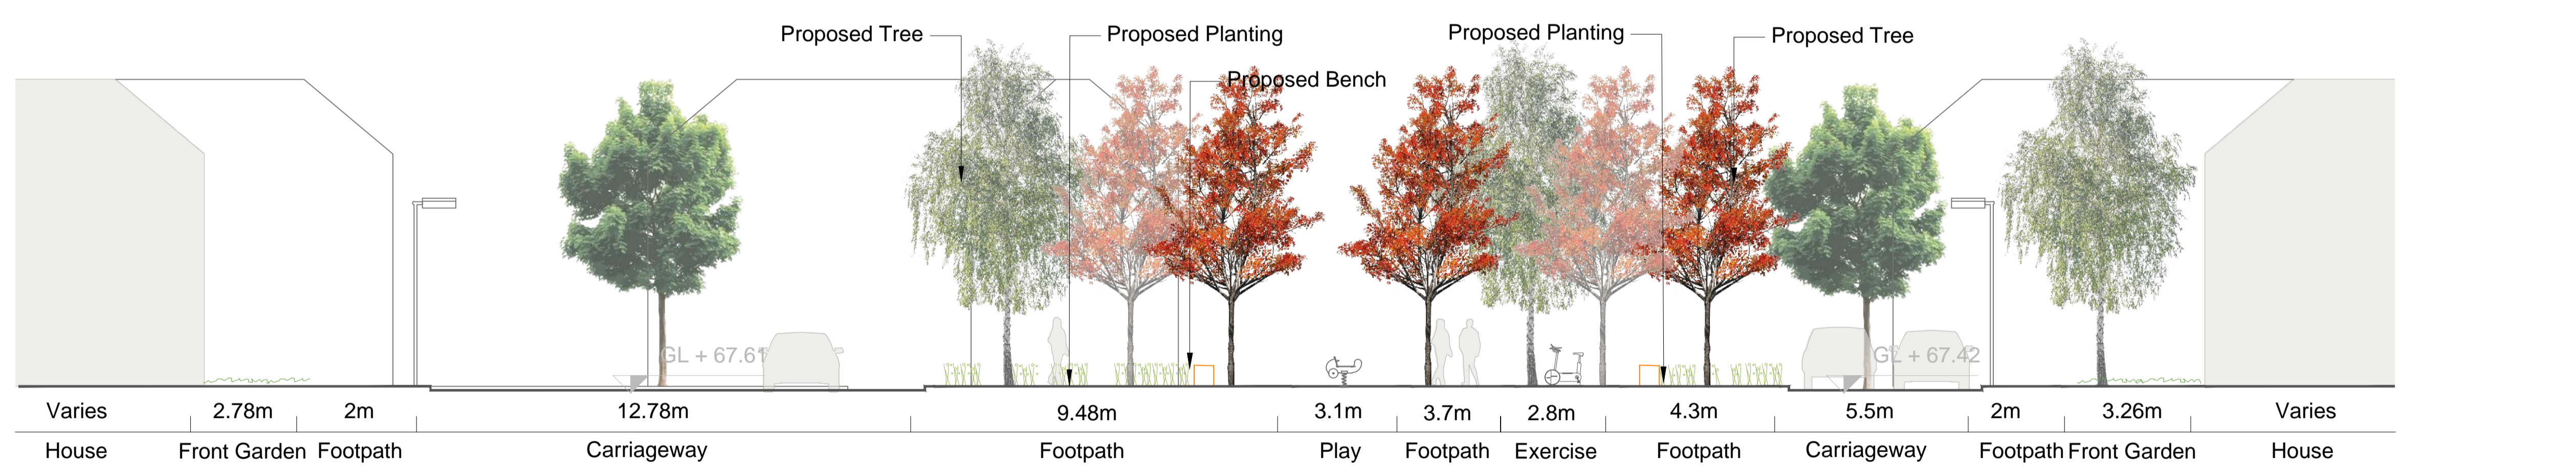 Proposed Tree
Proposed Planting
Proposed Bench
Proposed Planting
Proposed Tree
GL + 67.61
GL + 67.42
Varies 2.78m 2m 12.78m 9.48m 3.1m 3.7m 2.8m 4.3m 5.5m 2m 3.26m Varies
House Front Garden Footpath Carriageway Footpath Play Footpath Exercise Footpath Carriageway Footpath Front Garden House